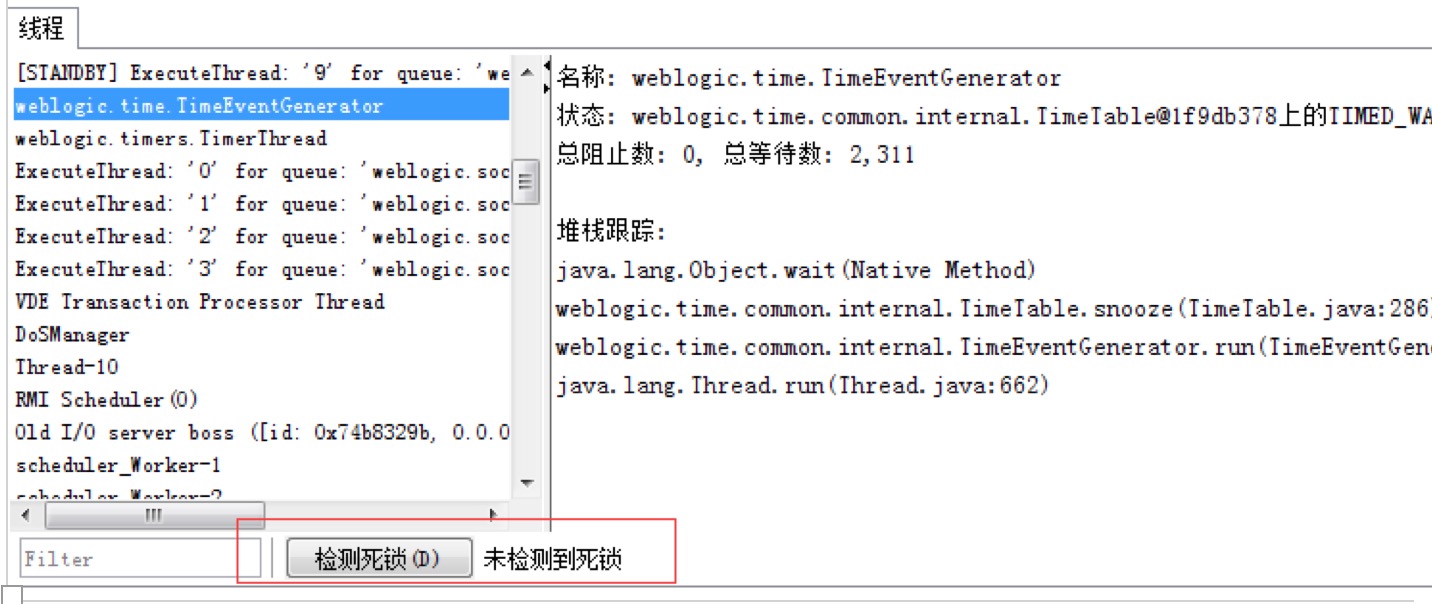 线程
[STANDBY] ExecuteThread: '9' for queue: 'we
weblogic.time.TimeEventGenerator
weblogic.timers.TimerThread
ExecuteThread: '0' for queue: 'weblogic.soc
ExecuteThread: '1' for queue: 'weblogic.soc
ExecuteThread: '2' for queue: 'weblogic.soc
ExecuteThread: '3' for queue: 'weblogic.soc
VDE Transaction Processor Thread
DoSManager
Thread-10
RMI Scheduler(0)
Old I/O server boss ([id: 0x74b8329b, 0.0.0
scheduler_Worker-1
scheduler_Worker-2
Filter
检测死锁(D)
未检测到死锁
名称: weblogic.time.TimeEventGenerator
状态: weblogic.time.common.internal.TimeTable@1f9db378上的TIMED_WA
总阻止数: 0, 总等待数: 2,311
堆栈跟踪:
java.lang.Object.wait(Native Method)
weblogic.time.common.internal.TimeTable.snooze(TimeTable.java:286)
weblogic.time.common.internal.TimeEventGenerator.run(TimeEventGen
java.lang.Thread.run(Thread.java:662)